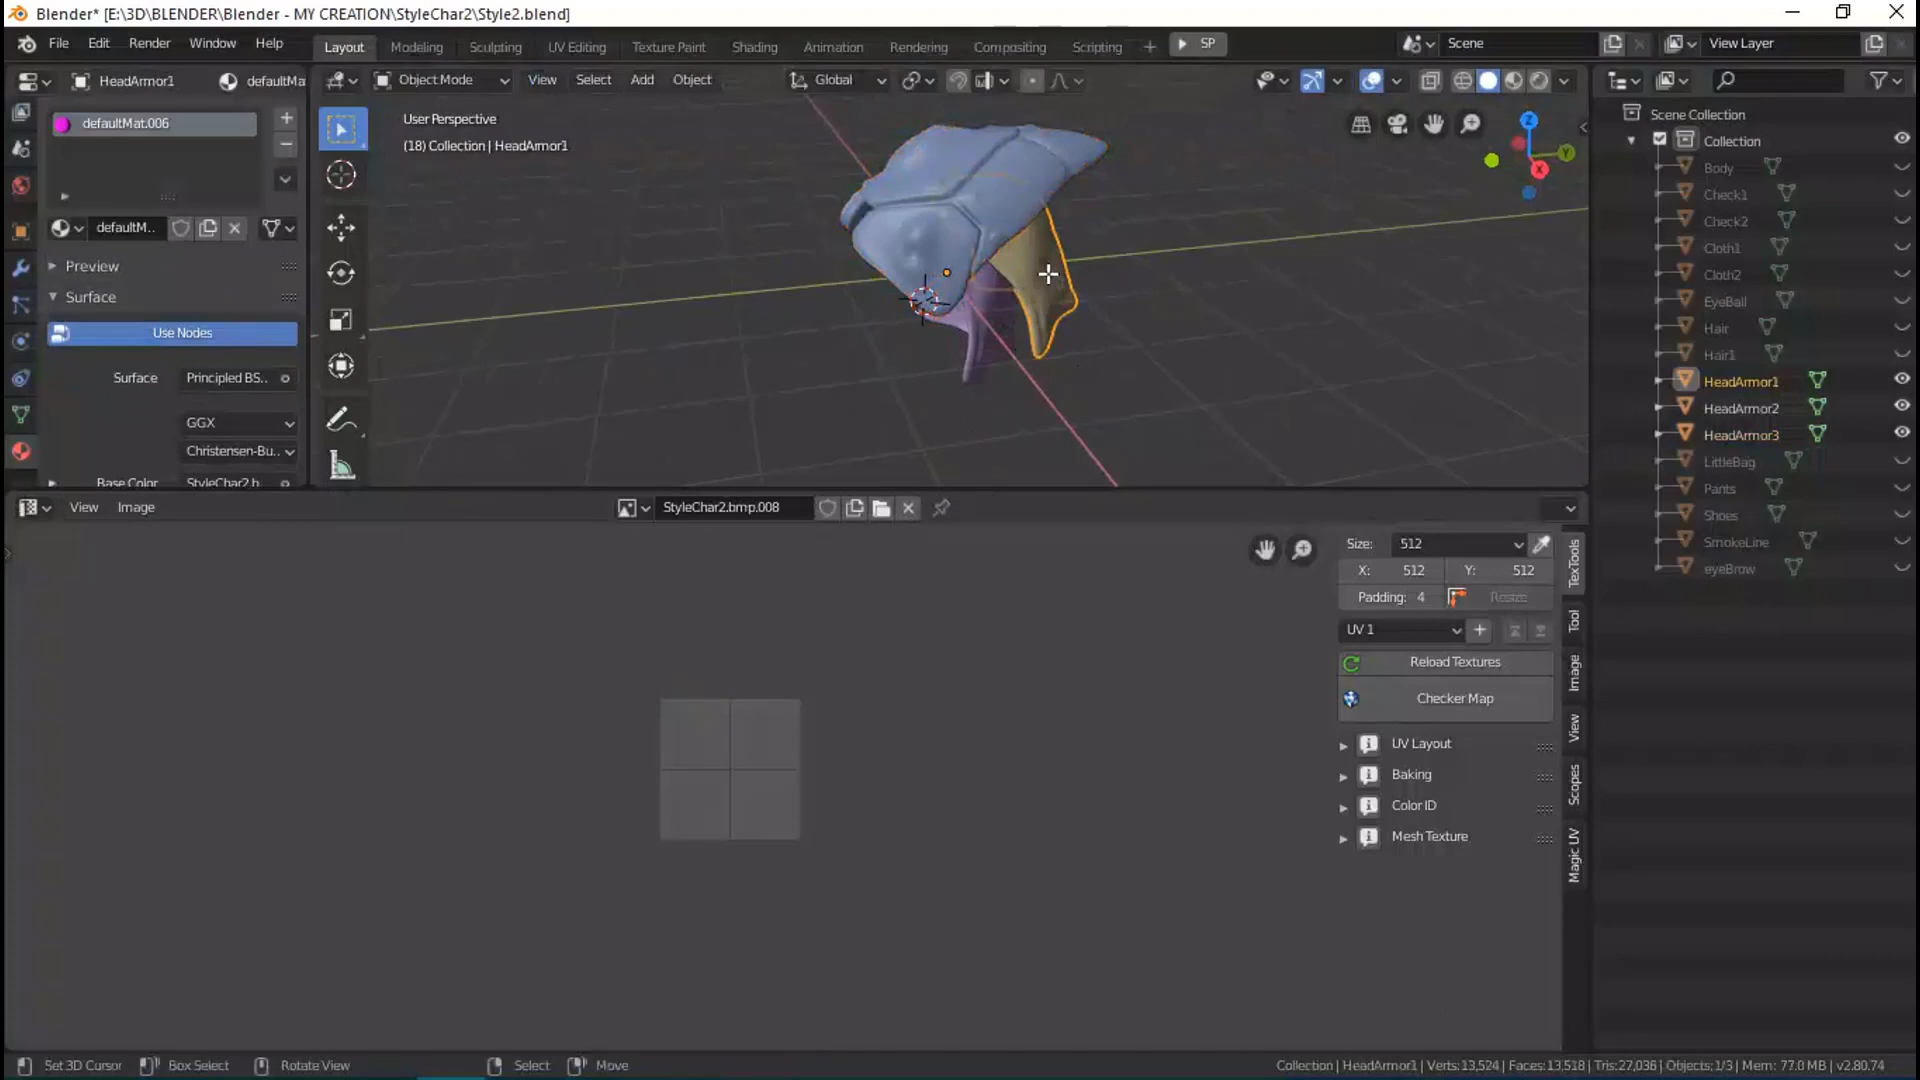 Blender* [E:\3D\BLENDER\Blender - MY CREATION\StyleChar2\Style2.blend]
File Edit Render Window Help Layout Modeling Sculpting UV Editing Texture Paint Shading Animation Rendering Compositing Scripting + SP Scene View Layer
HeadArmor1 defaultMa
Object Mode View Select Add Object Global
defaultMat.006
User Perspective
(18) Collection | HeadArmor1
defaultM..
Preview
Surface
Use Nodes
Surface Principled BS..
GGX
Christensen-Bu..
Base Color StyleChar2.b
Z
Y
X
Scene Collection
Collection
Body
Check1
Check2
Cloth1
Cloth2
EyeBall
Hair
Hair1
HeadArmor1
HeadArmor2
HeadArmor3
LittleBag
Pants
Shoes
SmokeLine
eyeBrow
View Image StyleChar2.bmp.008
Size: 512
X: 512 Y: 512
Padding: 4 Resize
UV 1
Reload Textures
Checker Map
UV Layout
Baking
Color ID
Mesh Texture
TexTools
Tool
Image
View
Scopes
Magic UV
Set 3D Cursor Box Select Rotate View Select Move Collection | HeadArmor1 | Verts:13,524 | Faces:13,518 | Tris:27,036 | Objects:1/3 | Mem: 77.0 MB | v2.80.74